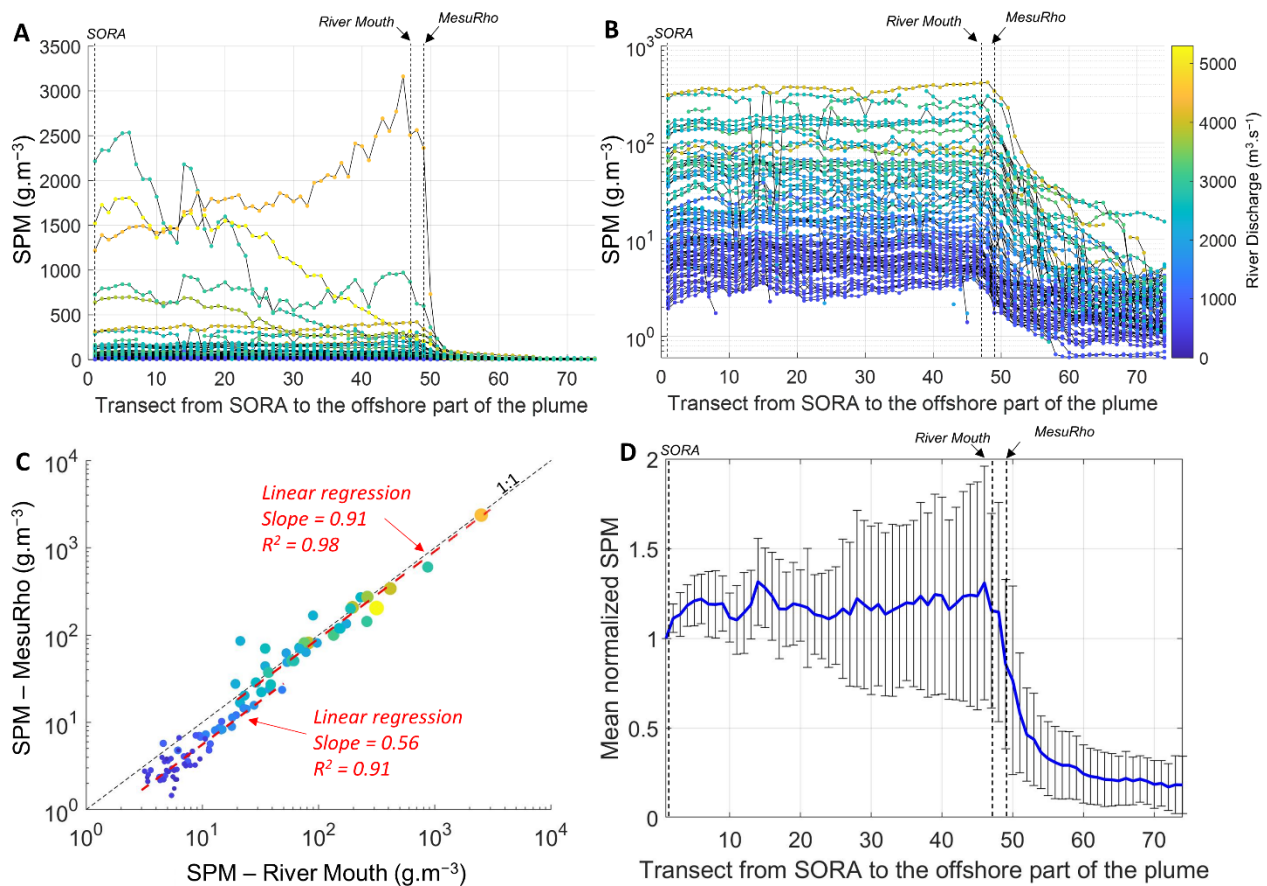 A
SORA
River Mouth
MesuRho
3500
3000
2500
2000
1500
1000
500
0
SPM (g.m⁻³)
0 10 20 30 40 50 60 70
Transect from SORA to the offshore part of the plume
B
SORA
River Mouth
MesuRho
10³
10²
10¹
10⁰
SPM (g.m⁻³)
10 20 30 40 50 60 70
Transect from SORA to the offshore part of the plume
5000
4000
3000
2000
1000
0
River Discharge (m³.s⁻¹)
C
10⁴
10³
10²
10¹
10⁰
SPM – MesuRho (g.m⁻³)
1:1
Linear regression
Slope = 0.91
R² = 0.98
Linear regression
Slope = 0.56
R² = 0.91
10⁰ 10¹ 10² 10³ 10⁴
SPM – River Mouth (g.m⁻³)
D
SORA
River Mouth
MesuRho
2
1.5
1
0.5
0
Mean normalized SPM
10 20 30 40 50 60 70
Transect from SORA to the offshore part of the plume